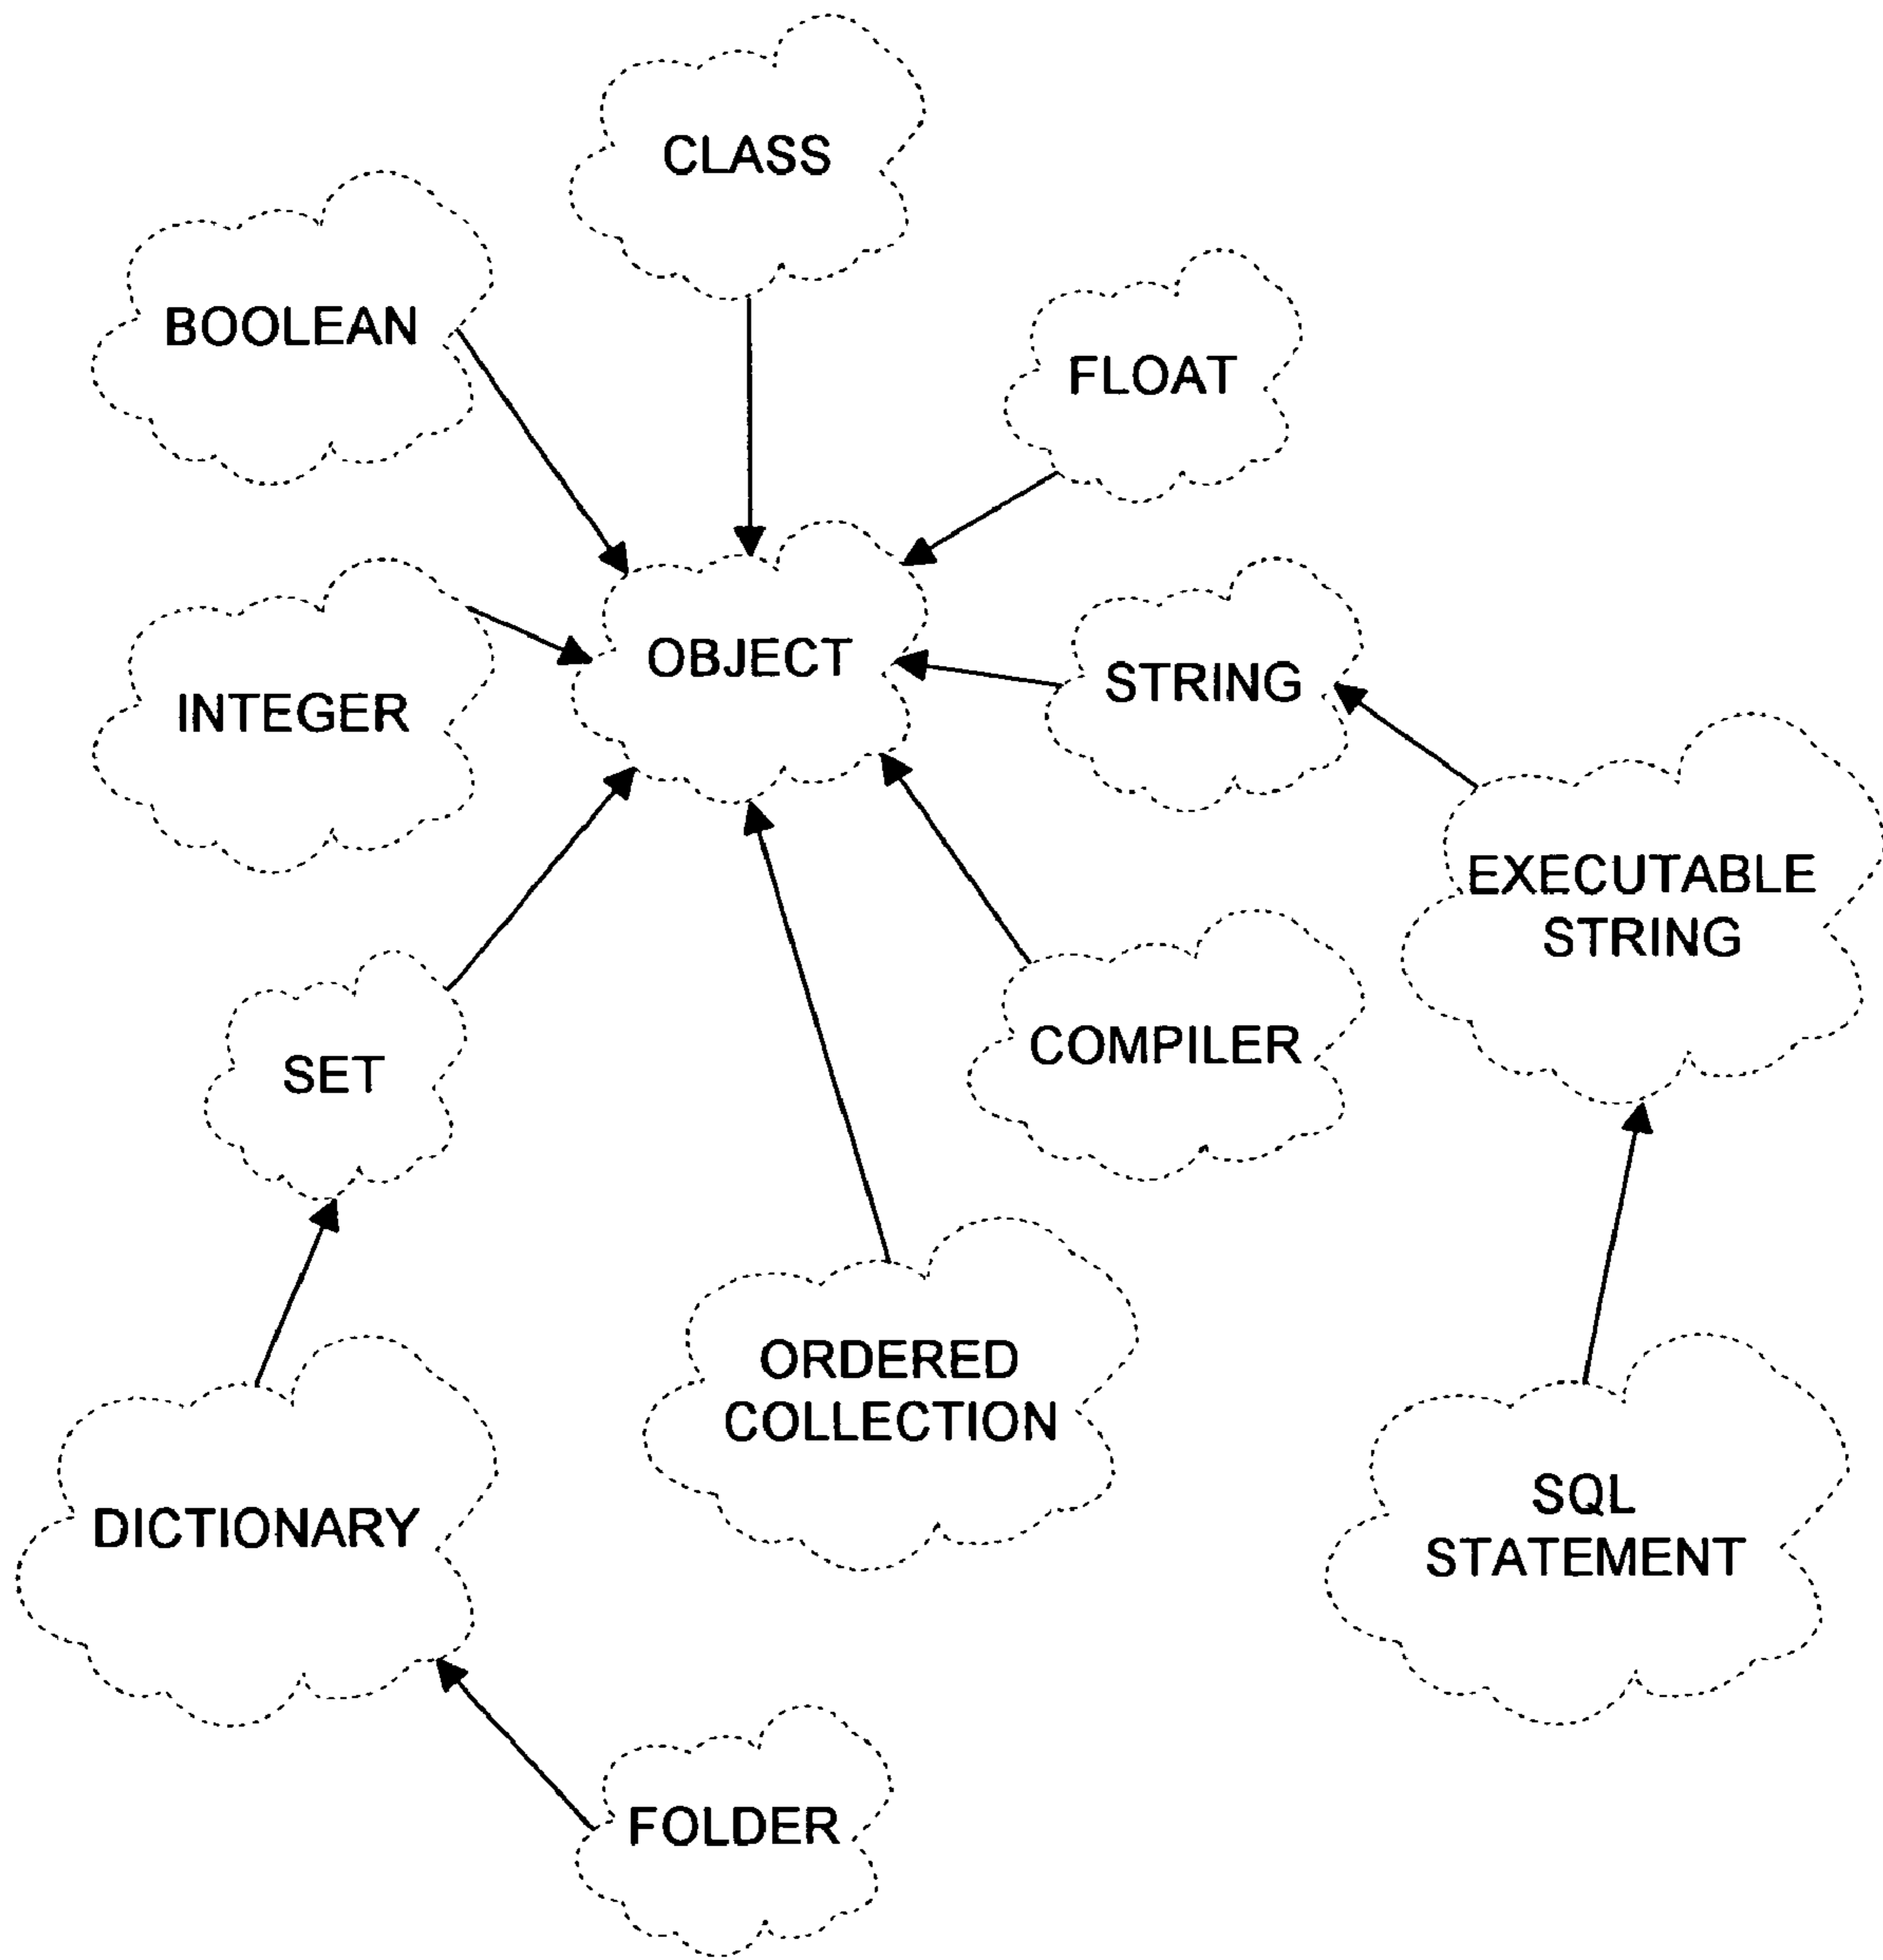 CLASS
BOOLEAN
FLOAT
OBJECT
STRING
INTEGER
EXECUTABLE
STRING
COMPILER
SET
ORDERED
COLLECTION
SQL
STATEMENT
DICTIONARY
FOLDER